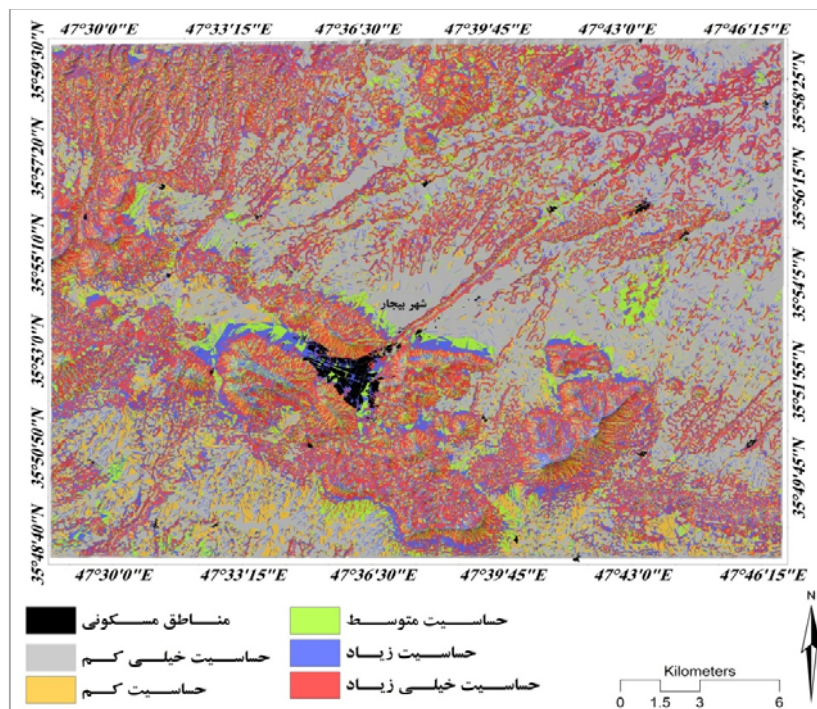 47°30'0"E 47°33'15"E 47°36'30"E 47°39'45"E 47°43'0"E 47°46'15"E
35°59'30"N
35°57'20"N
35°55'10"N
35°53'0"N
35°50'50"N
35°48'40"N
35°58'25"N
35°56'15"N
35°54'5"N
35°51'55"N
35°49'45"N
شهر بیجار
47°30'0"E 47°33'15"E 47°36'30"E 47°39'45"E 47°43'0"E 47°46'15"E
مناطق مسکونی
حساسیت خیلی کم
حساسیت کم
حساسیت متوسط
حساسیت زیاد
حساسیت خیلی زیاد
N
Kilometers
0 1.5 3 6